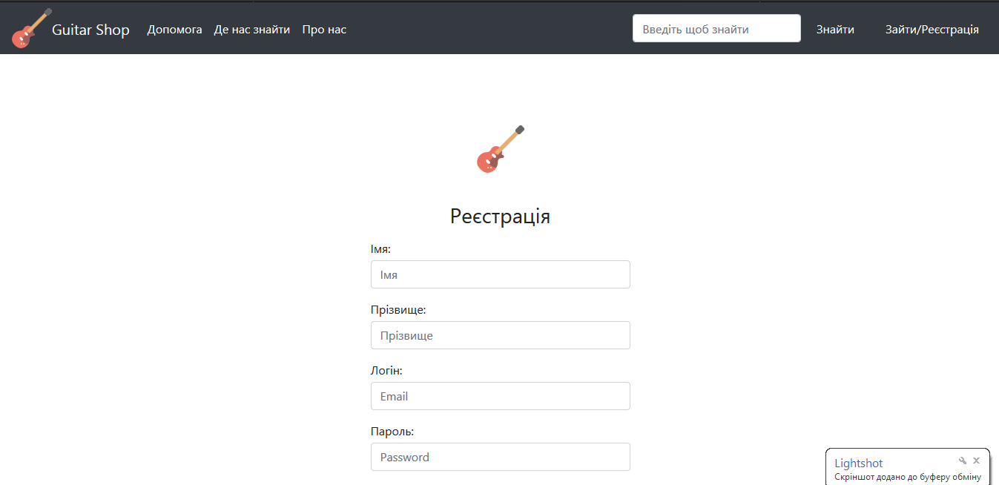 Guitar Shop Допомога Де нас знайти Про нас Введіть щоб знайти Знайти Зайти/Реєстрація
Реєстрація
Імя:
Імя
Прізвище:
Прізвище
Логін:
Email
Пароль:
Password
Lightshot
Скріншот додано до буферу обміну